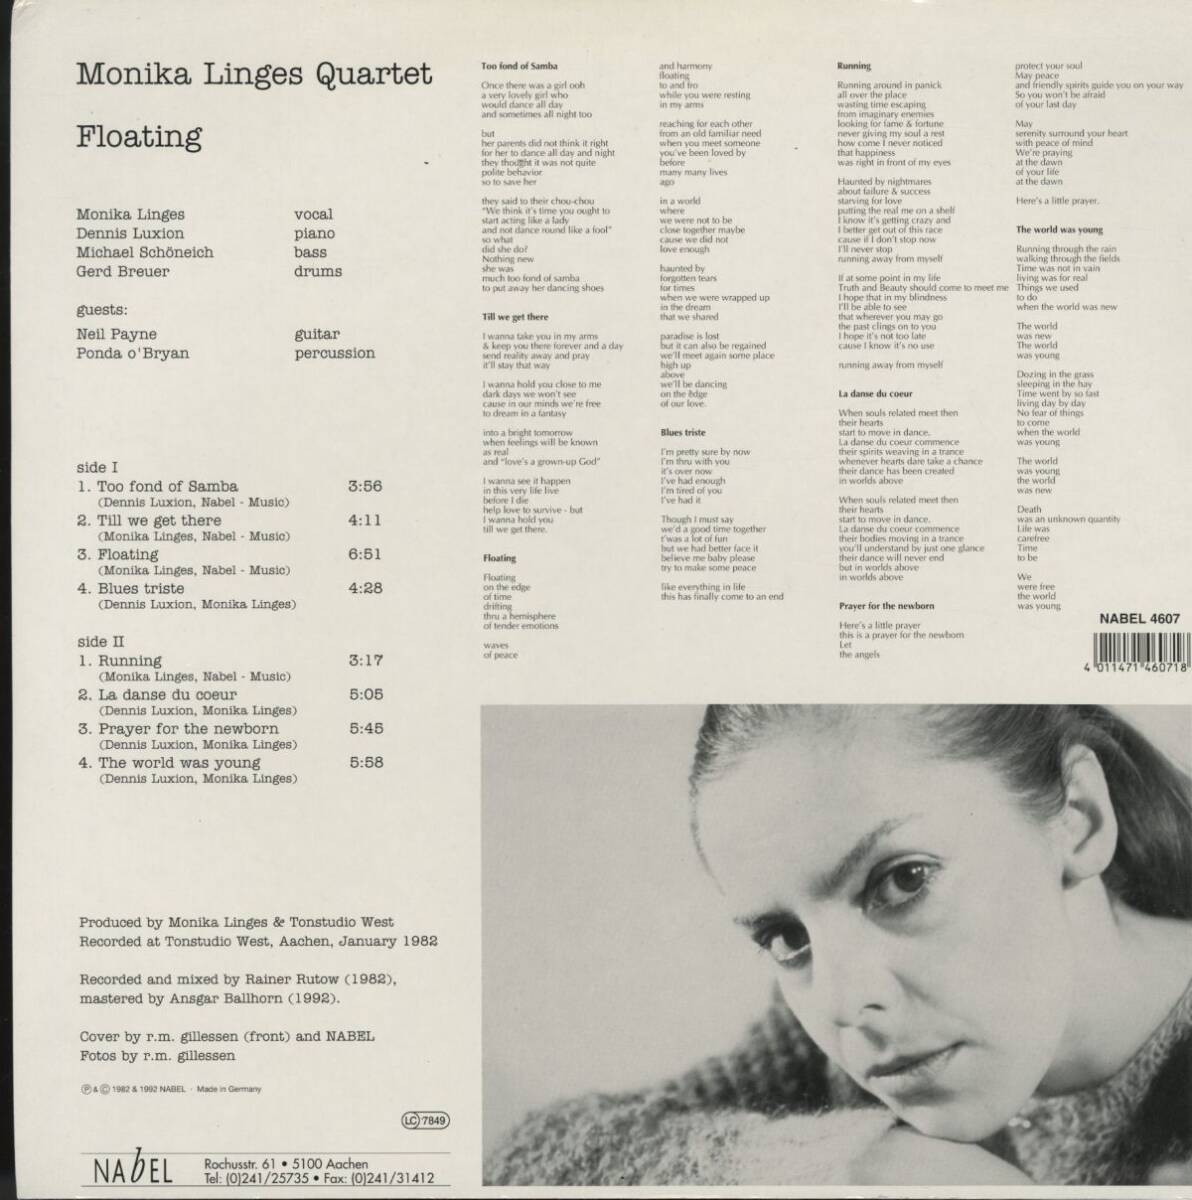 Monika Linges Quartet
Floating
Monika Linges vocal
Dennis Luxion piano
Michael Schöneich bass
Gerd Breuer drums
guests:
Neil Payne guitar
Ponda o'Bryan percussion
side I
1. Too fond of Samba 3:56
(Dennis Luxion, Nabel - Music)
2. Till we get there 4:11
(Monika Linges, Nabel - Music)
3. Floating 6:51
(Monika Linges, Nabel - Music)
4. Blues triste 4:28
(Dennis Luxion, Monika Linges)
side II
1. Running 3:17
(Monika Linges, Nabel - Music)
2. La danse du coeur 5:05
(Dennis Luxion, Monika Linges)
3. Prayer for the newborn 5:45
(Dennis Luxion, Monika Linges)
4. The world was young 5:58
(Dennis Luxion, Monika Linges)
Produced by Monika Linges & Tonstudio West
Recorded at Tonstudio West, Aachen, January 1982
Recorded and mixed by Rainer Rutow (1982),
mastered by Ansgar Ballhorn (1992).
Cover by r.m. gillessen (front) and NABEL
Fotos by r.m. gillessen
℗ & © 1982 & 1992 NABEL · Made in Germany
LC 7849
NAbEL
Rochusstr. 61 • 5100 Aachen
Tel: (0)241/25735 • Fax: (0)241/31412
Too fond of Samba
Once there was a girl ooh
a very lovely girl who
would dance all day
and sometimes all night too
but
her parents did not think it right
for her to dance all day and night
they thought it was not quite
polite behavior
so to save her
they said to their chou-chou
"We think it's time you ought to
start acting like a lady
and not dance round like a fool"
so what
did she do?
Nothing new
she was
much too fond of samba
to put away her dancing shoes
Till we get there
I wanna take you in my arms
& keep you there forever and a day
send reality away and pray
it'll stay that way
I wanna hold you close to me
dark days we won't see
cause in our minds we're free
to dream in a fantasy
into a bright tomorrow
when feelings will be known
as real
and "love's a grown-up God"
I wanna see it happen
in this very life live
before I die
help love to survive - but
I wanna hold you
till we get there.
Floating
Floating
on the edge
of time
drifting
thru a hemisphere
of tender emotions
waves
of peace
and harmony
floating
to and fro
while you were resting
in my arms
reaching for each other
from an old familiar need
when you meet someone
you've been loved by
before
many many lives
ago
in a world
where
we were not to be
close together maybe
cause we did not
love enough
haunted by
forgotten tears
for times
when we were wrapped up
in the dream
that we shared
paradise is lost
but it can also be regained
we'll meet again some place
high up
above
we'll be dancing
on the edge
of our love.
Blues triste
I'm pretty sure by now
I'm thru with you
it's over now
I've had enough
I'm tired of you
I've had it
Though I must say
we'd a good time together
t'was a lot of fun
but we had better face it
believe me baby please
try to make some peace
like everything in life
this has finally come to an end
Running
Running around in panick
all over the place
wasting time escaping
from imaginary enemies
looking for fame & fortune
never giving my soul a rest
how come I never noticed
that happiness
was right in front of my eyes
Haunted by nightmares
about failure & success
starving for love
putting the real me on a shelf
I know it's getting crazy and
I better get out of this race
cause if I don't stop now
I'll never stop
running away from myself
If at some point in my life
Truth and Beauty should come to meet me
I hope that in my blindness
I'll be able to see
that wherever you may go
the past clings on to you
I hope it's not too late
cause I know it's no use
running away from myself
La danse du coeur
When souls related meet then
their hearts
start to move in dance.
La danse du coeur commence
their spirits weaving in a trance
whenever hearts dare take a chance
their dance has been created
in worlds above
When souls related meet then
their hearts
start to move in dance.
La danse du coeur commence
their bodies moving in a trance
you'll understand by just one glance
their dance will never end
but in worlds above
in worlds above
Prayer for the newborn
Here's a little prayer
this is a prayer for the newborn
Let
the angels
protect your soul
May peace
and friendly spirits guide you on your way
So you won't be afraid
of your last day
May
serenity surround your heart
with peace of mind
We're praying
at the dawn
of your life
at the dawn
Here's a little prayer.
The world was young
Running through the rain
walking through the fields
Time was not in vain
living was for real
Things we used
to do
when the world was new
The world
was new
The world
was young
Dozing in the grass
sleeping in the hay
Time went by so fast
living day by day
No fear of things
to come
when the world
was young
The world
was young
the world
was new
Death
was an unknown quantity
Life was
carefree
Time
to be
We
were free
the world
was young
NABEL 4607
4 011471 460718